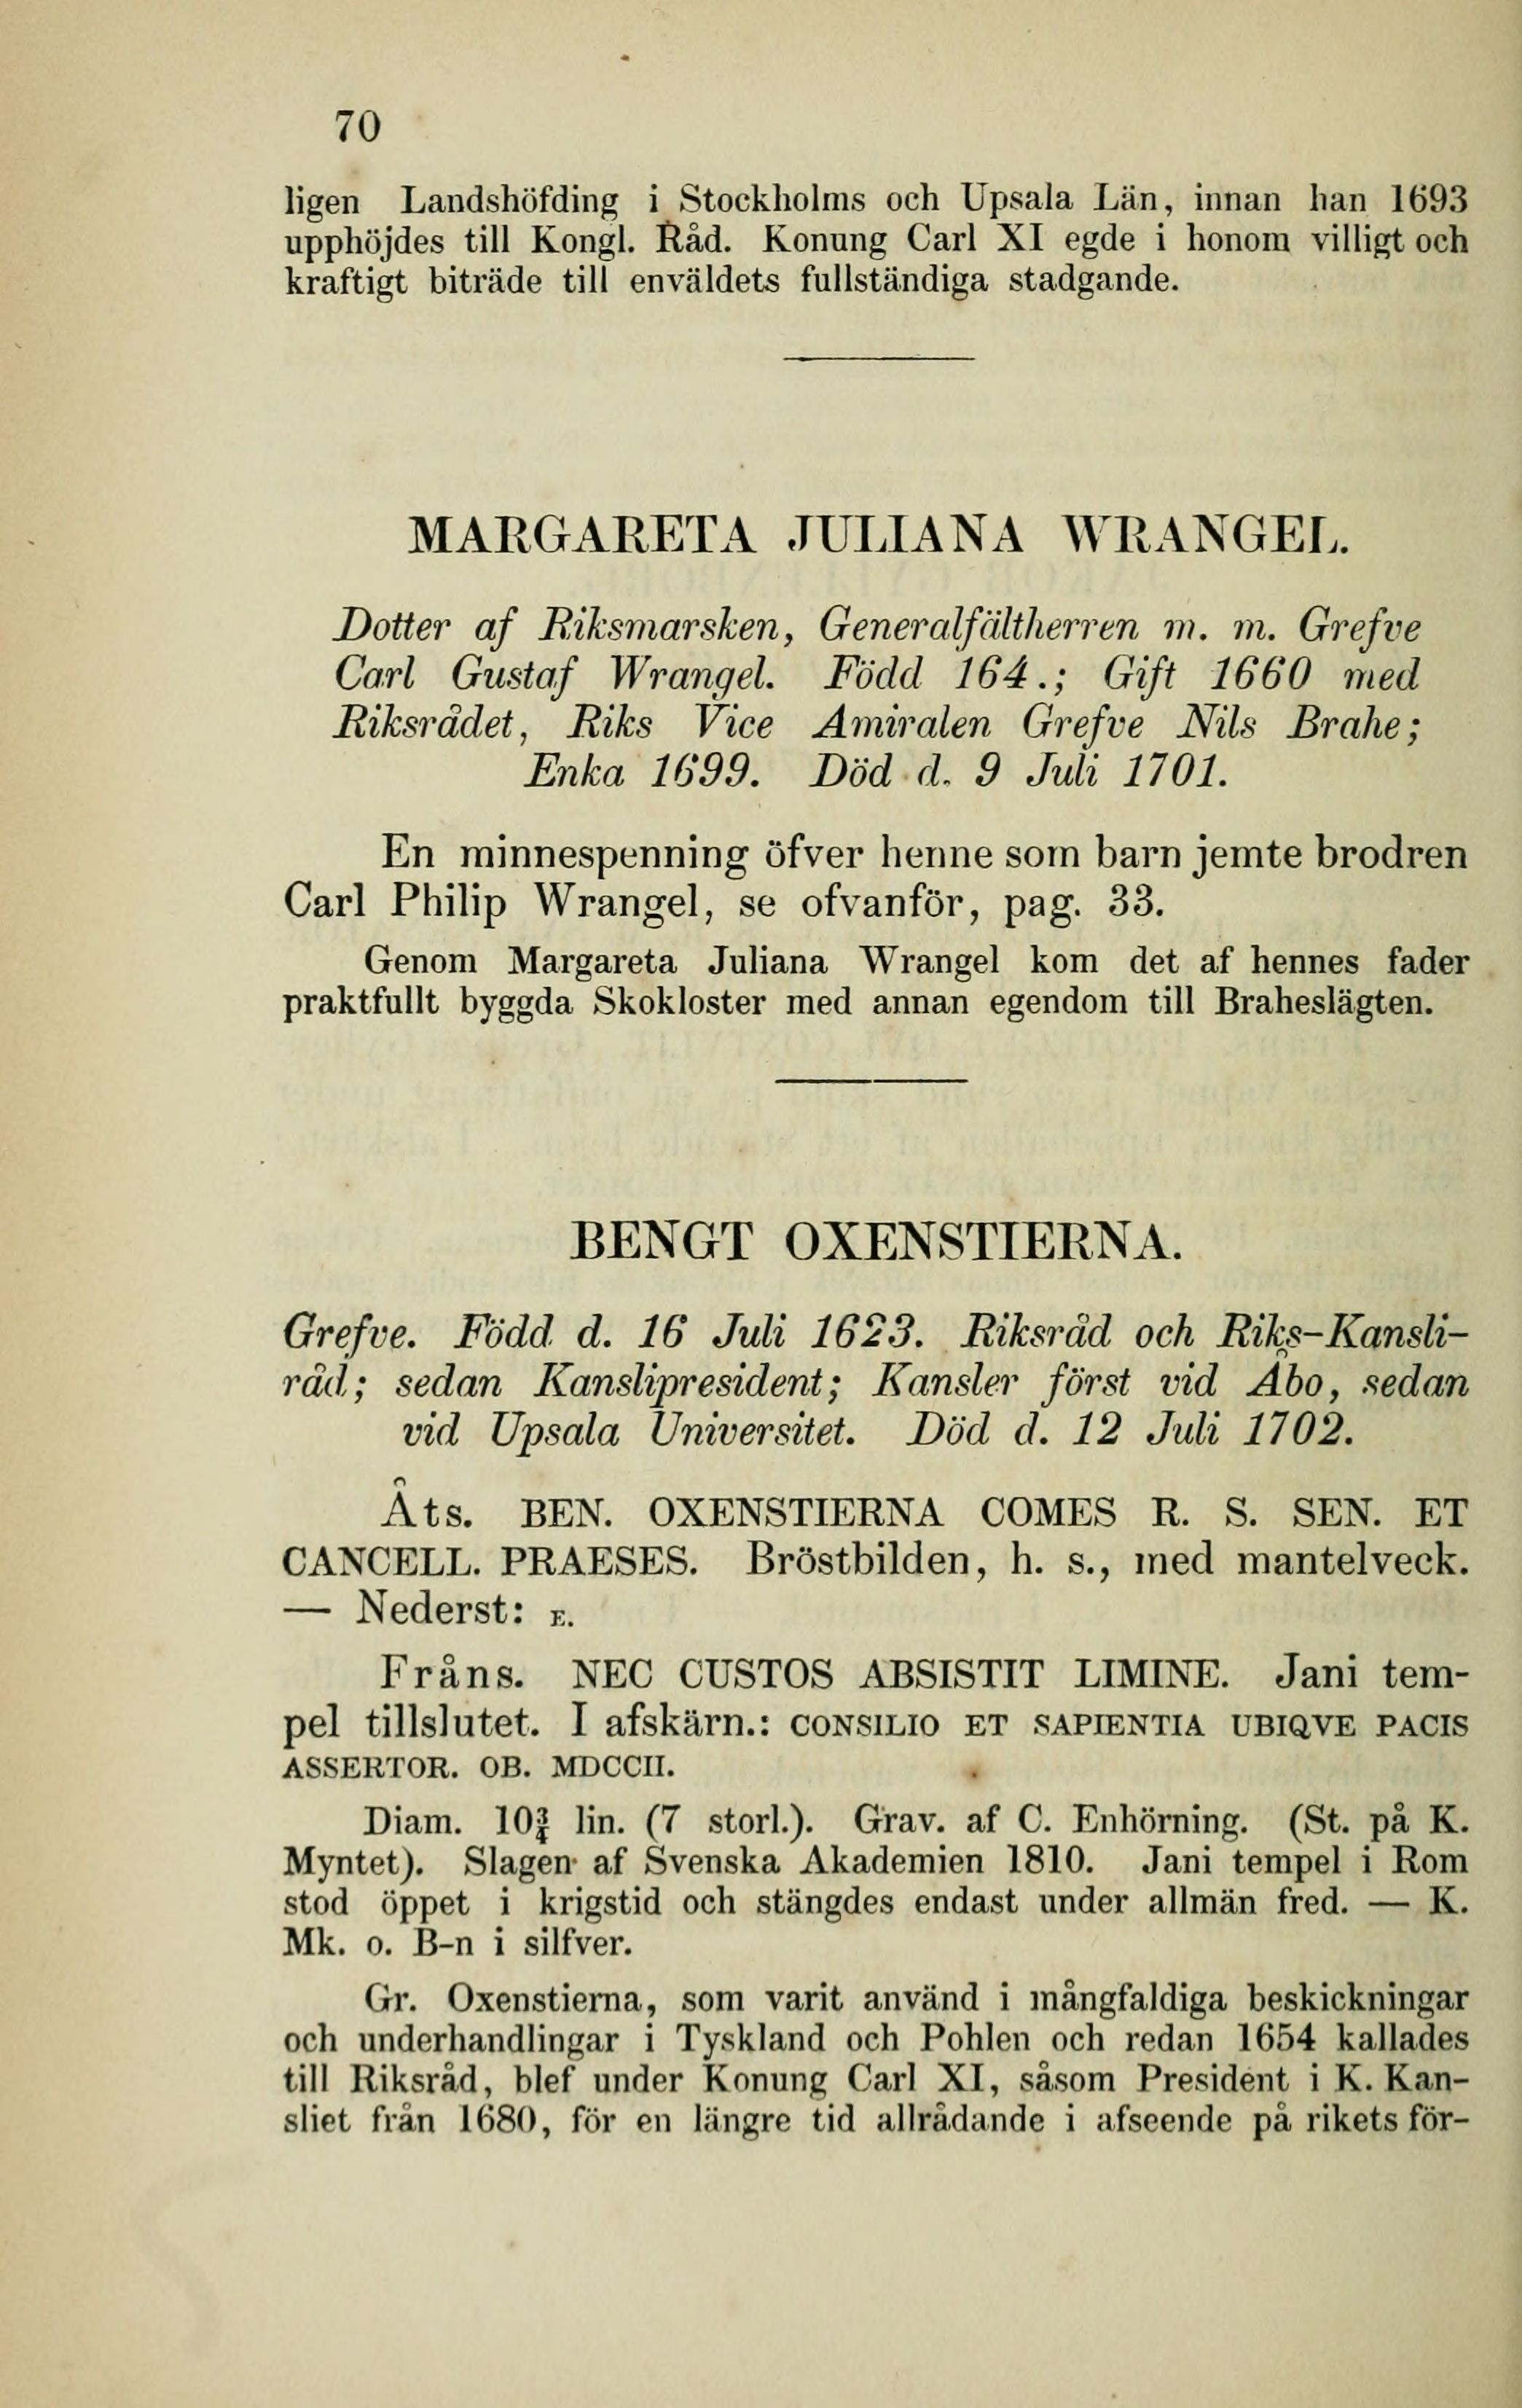 70
ligen Landshöfding i Stockholms och Upsala Län, innan han 1693
upphöjdes till Kongl. Råd. Konung Carl XI egde i honom villigt och
kraftigt biträde till enväldets fullständiga stadgande.
MARGARETA JULIANA WRANGEL.
Dotter af Riksmarsken, Generalfältherren m. m. Grefve
Carl Gustaf Wrangel. Född 164.; Gift 1660 med
Riksrådet, Riks Vice Amiralen Grefve Nils Brahe;
Enka 1699. Död d. 9 Juli 1701.
En minnespenning öfver henne som barn jemte brodren
Carl Philip Wrangel, se ofvanför, pag. 33.
Genom Margareta Juliana Wrangel kom det af hennes fader
praktfullt byggda Skokloster med annan egendom till Braheslägten.
BENGT OXENSTIERNA.
Grefve. Född d. 16 Juli 1623. Riksråd och Riks-Kansli-
råd; sedan Kanslipresident; Kansler först vid Åbo, sedan
vid Upsala Universitet. Död d. 12 Juli 1702.
Åts. BEN. OXENSTIERNA COMES R. S. SEN. ET
CANCELL. PRAESES. Bröstbilden, h. s., med mantelveck.
— Nederst: E.
Fråns. NEC CUSTOS ABSISTIT LIMINE. Jani tem-
pel tillslutet. I afskärn.: CONSILIO ET SAPIENTIA UBIQVE PACIS
ASSERTOR. OB. MDCCII.
Diam. 10¾ lin. (7 storl.). Grav. af C. Enhörning. (St. på K.
Myntet). Slagen af Svenska Akademien 1810. Jani tempel i Rom
stod öppet i krigstid och stängdes endast under allmän fred. — K.
Mk. o. B-n i silfver.
Gr. Oxenstierna, som varit använd i mångfaldiga beskickningar
och underhandlingar i Tyskland och Pohlen och redan 1654 kallades
till Riksråd, blef under Konung Carl XI, såsom President i K. Kan-
sliet från 1680, för en längre tid allrådande i afseende på rikets för-